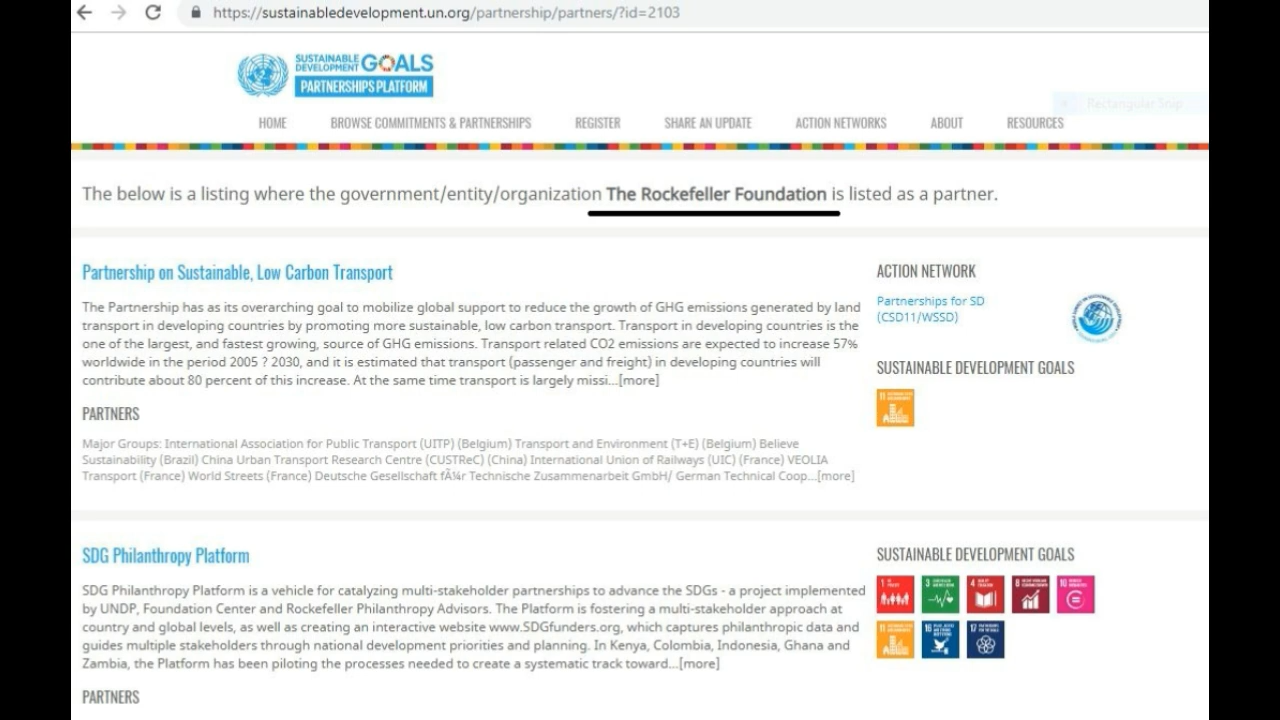 https://sustainabledevelopment.un.org/partnership/partners/?id=2103
SUSTAINABLE
DEVELOPMENT GOALS
PARTNERSHIPS PLATFORM
Rectangular Snip
HOME BROWSE COMMITMENTS & PARTNERSHIPS REGISTER SHARE AN UPDATE ACTION NETWORKS ABOUT RESOURCES
The below is a listing where the government/entity/organization The Rockefeller Foundation is listed as a partner.
Partnership on Sustainable, Low Carbon Transport
The Partnership has as its overarching goal to mobilize global support to reduce the growth of GHG emissions generated by land
transport in developing countries by promoting more sustainable, low carbon transport. Transport in developing countries is the
one of the largest, and fastest growing, source of GHG emissions. Transport related CO2 emissions are expected to increase 57%
worldwide in the period 2005 ? 2030, and it is estimated that transport (passenger and freight) in developing countries will
contribute about 80 percent of this increase. At the same time transport is largely missi...[more]
PARTNERS
Major Groups: International Association for Public Transport (UITP) (Belgium) Transport and Environment (T+E) (Belgium) Believe
Sustainability (Brazil) China Urban Transport Research Centre (CUSTReC) (China) International Union of Railways (UIC) (France) VEOLIA
Transport (France) World Streets (France) Deutsche Gesellschaft fÃ¼r Technische Zusammenarbeit GmbH/ German Technical Coop...[more]
ACTION NETWORK
Partnerships for SD
(CSD11/WSSD)
SUSTAINABLE DEVELOPMENT GOALS
11
SDG Philanthropy Platform
SDG Philanthropy Platform is a vehicle for catalyzing multi-stakeholder partnerships to advance the SDGs - a project implemented
by UNDP, Foundation Center and Rockefeller Philanthropy Advisors. The Platform is fostering a multi-stakeholder approach at
country and global levels, as well as creating an interactive website www.SDGfunders.org, which captures philanthropic data and
guides multiple stakeholders through national development priorities and planning. In Kenya, Colombia, Indonesia, Ghana and
Zambia, the Platform has been piloting the processes needed to create a systematic track toward...[more]
PARTNERS
SUSTAINABLE DEVELOPMENT GOALS
1 3 4 8 10
11 16 17